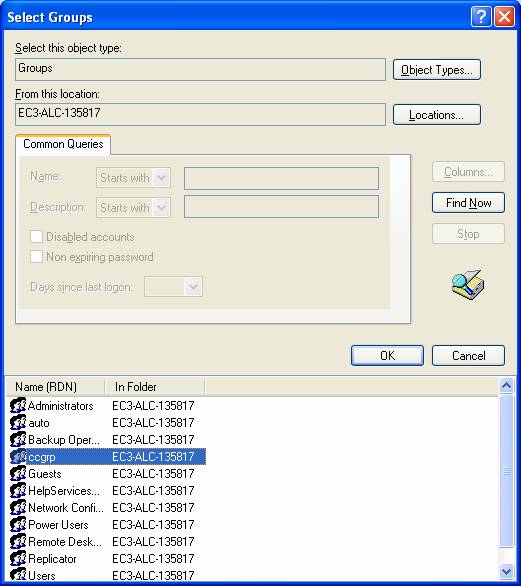 Select Groups
Select this object type:
Groups
Object Types...
From this location:
EC3-ALC-135817
Locations...
Common Queries
Name:
Starts with
Description:
Starts with
Disabled accounts
Non expiring password
Days since last logon:
Columns...
Find Now
Stop
OK
Cancel
Name (RDN)
In Folder
Administrators EC3-ALC-135817
auto EC3-ALC-135817
Backup Oper... EC3-ALC-135817
ccgrp EC3-ALC-135817
Guests EC3-ALC-135817
HelpServices... EC3-ALC-135817
Network Confi... EC3-ALC-135817
Power Users EC3-ALC-135817
Remote Desk... EC3-ALC-135817
Replicator EC3-ALC-135817
Users EC3-ALC-135817